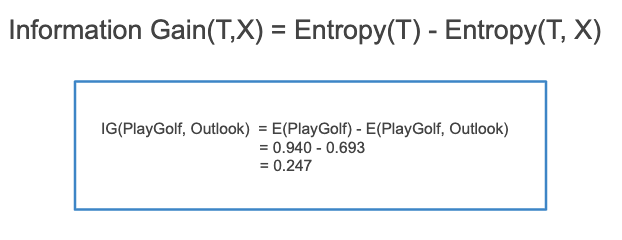 Information Gain(T,X) = Entropy(T) - Entropy(T, X)
IG(PlayGolf, Outlook) = E(PlayGolf) - E(PlayGolf, Outlook)
= 0.940 - 0.693
= 0.247